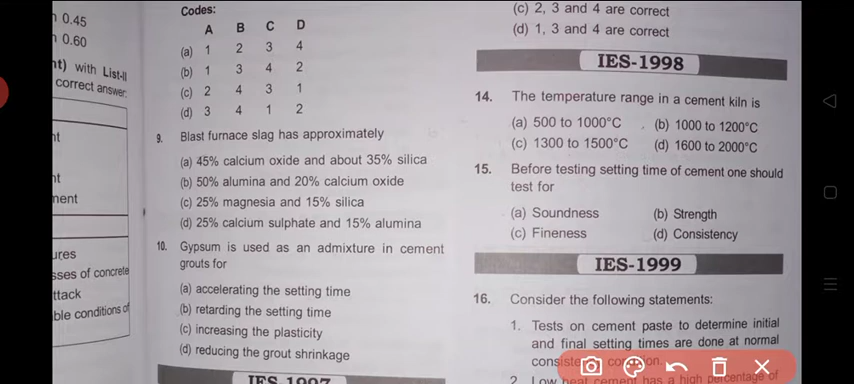 0.45
0.60
nt) with List-II
correct answer.
nt
nt
ment
ures
sses of concrete
ttack
ble conditions of
Codes:
A B C D
(a) 1 2 3 4
(b) 1 3 4 2
(c) 2 4 3 1
(d) 3 4 1 2
9. Blast furnace slag has approximately
(a) 45% calcium oxide and about 35% silica
(b) 50% alumina and 20% calcium oxide
(c) 25% magnesia and 15% silica
(d) 25% calcium sulphate and 15% alumina
10. Gypsum is used as an admixture in cement
grouts for
(a) accelerating the setting time
(b) retarding the setting time
(c) increasing the plasticity
(d) reducing the grout shrinkage
IES-1997
(c) 2, 3 and 4 are correct
(d) 1, 3 and 4 are correct
IES-1998
14. The temperature range in a cement kiln is
(a) 500 to 1000°C (b) 1000 to 1200°C
(c) 1300 to 1500°C (d) 1600 to 2000°C
15. Before testing setting time of cement one should
test for
(a) Soundness (b) Strength
(c) Fineness (d) Consistency
IES-1999
16. Consider the following statements:
1. Tests on cement paste to determine initial
and final setting times are done at normal
consistency condition.
2. Low heat cement has a high percentage of